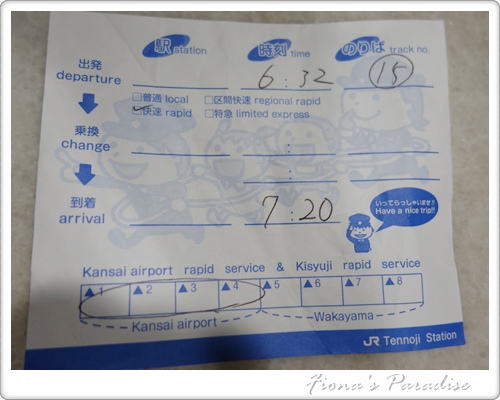 駅 station 時刻 time のりば track no.
出発 6:32 15
departure
□普通 local □区間快速 regional rapid
□快速 rapid □特急 limited express
乗換 :
change
:
到着 7:20
arrival
いってらっしゃいませ!!
Have a nice trip!!
Kansai airport rapid service & Kisyuji rapid service
▲1 ▲2 ▲3 ▲4 ▲5 ▲6 ▲7 ▲8
Kansai airport Wakayama
JR Tennoji Station
Fiona's Paradise